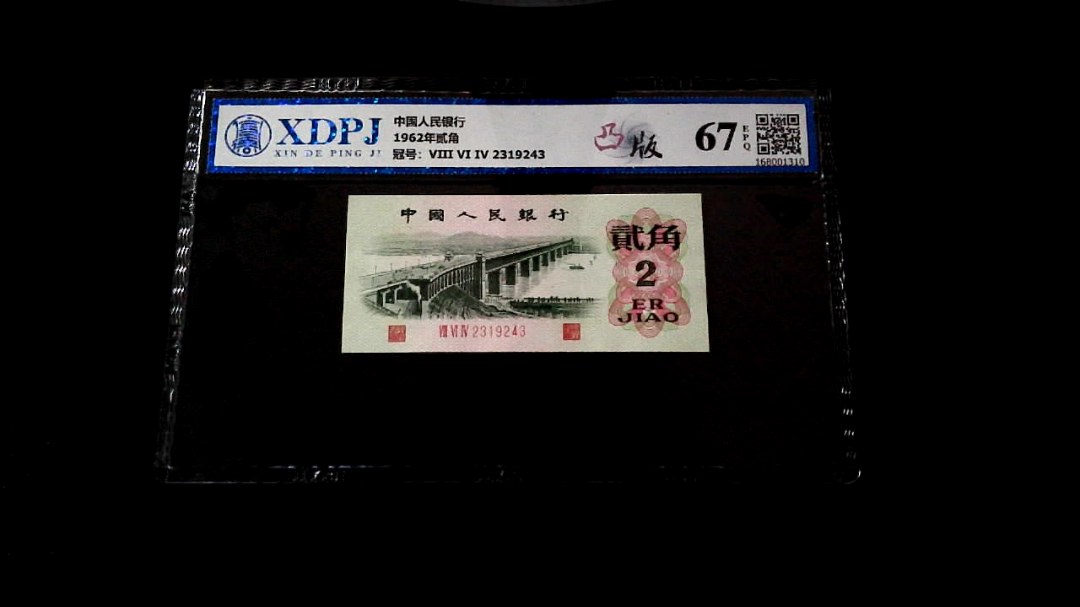 XDPJ
XIN DE PING JI
中国人民银行
1962年贰角
冠号：VIII VI IV 2319243
凸版
67
EPQ
168001310
中國人民銀行
貳角
2
ER
JIAO
VIII VI IV 2319243